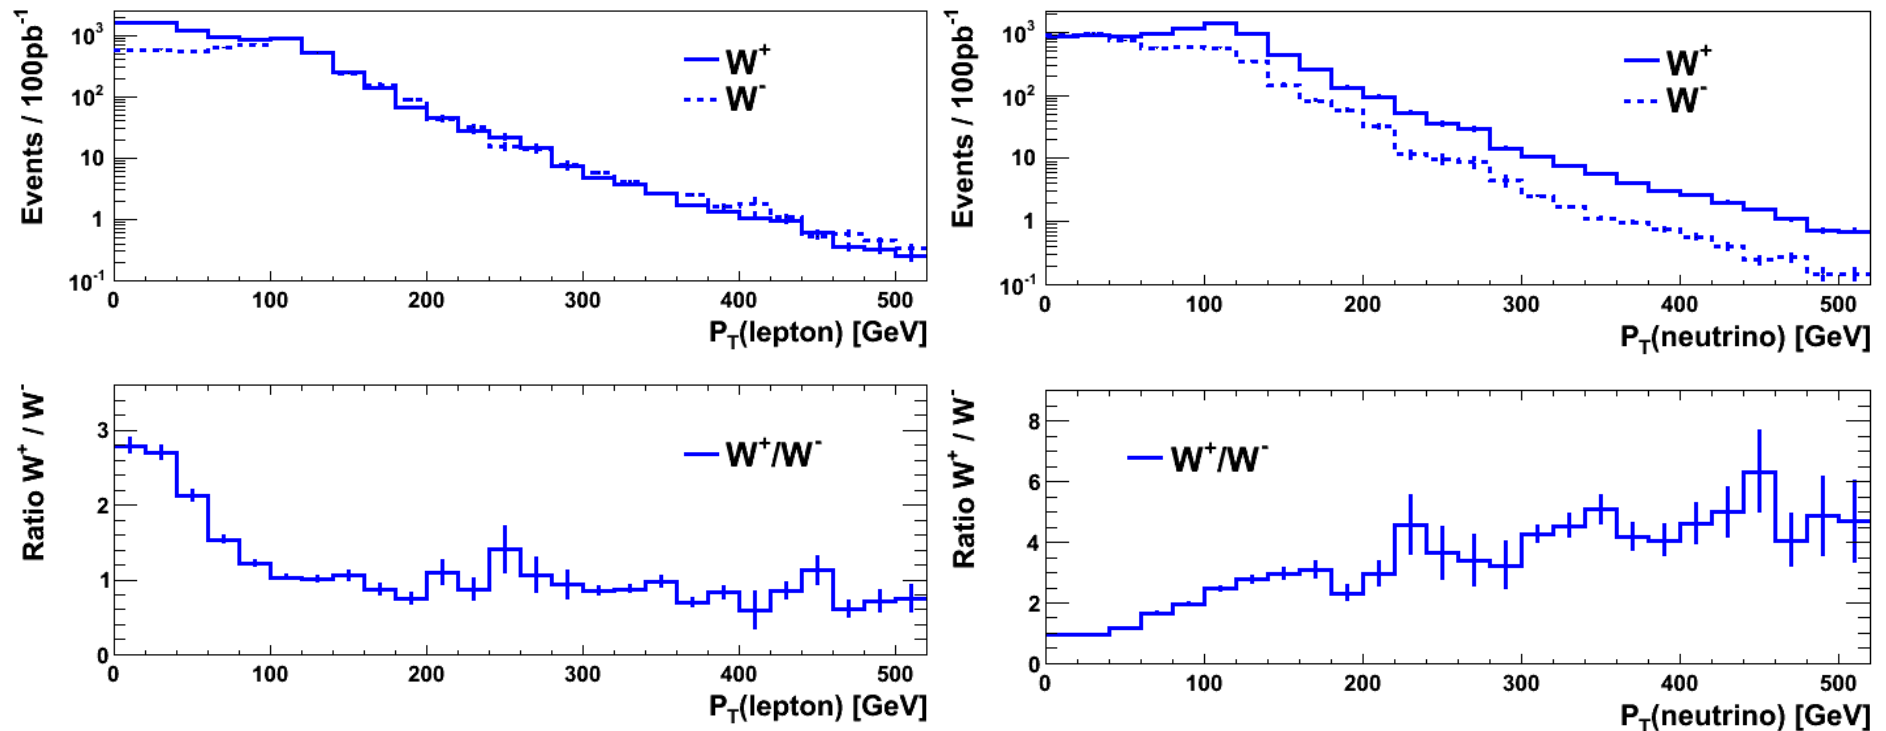 Events / 100pb⁻¹
10³
10²
10
1
10⁻¹
W⁺
W⁻
0 100 200 300 400 500
P_T(lepton) [GeV]
Events / 100pb⁻¹
10³
10²
10
1
10⁻¹
W⁺
W⁻
0 100 200 300 400 500
P_T(neutrino) [GeV]
Ratio W⁺ / W⁻
3
2
1
0
W⁺/W⁻
0 100 200 300 400 500
P_T(lepton) [GeV]
Ratio W⁺ / W⁻
8
6
4
2
0
W⁺/W⁻
0 100 200 300 400 500
P_T(neutrino) [GeV]